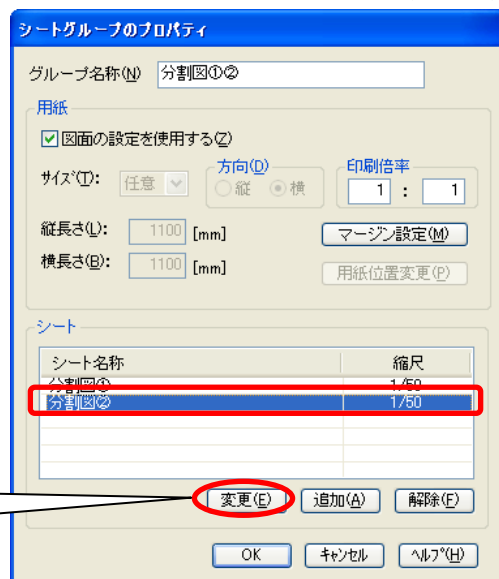 シートグループのプロパティ
グループ名称(N) 分割図①②
用紙
図面の設定を使用する(Z)
サイズ(T): 任意
方向(D)
縦 横
印刷倍率
1 : 1
縦長さ(L): 1100 [mm]
マージン設定(M)
横長さ(B): 1100 [mm]
用紙位置変更(P)
シート
シート名称 縮尺
分割図① 1/50
分割図② 1/50
変更(E) 追加(A) 解除(F)
OK キャンセル ヘルプ(H)